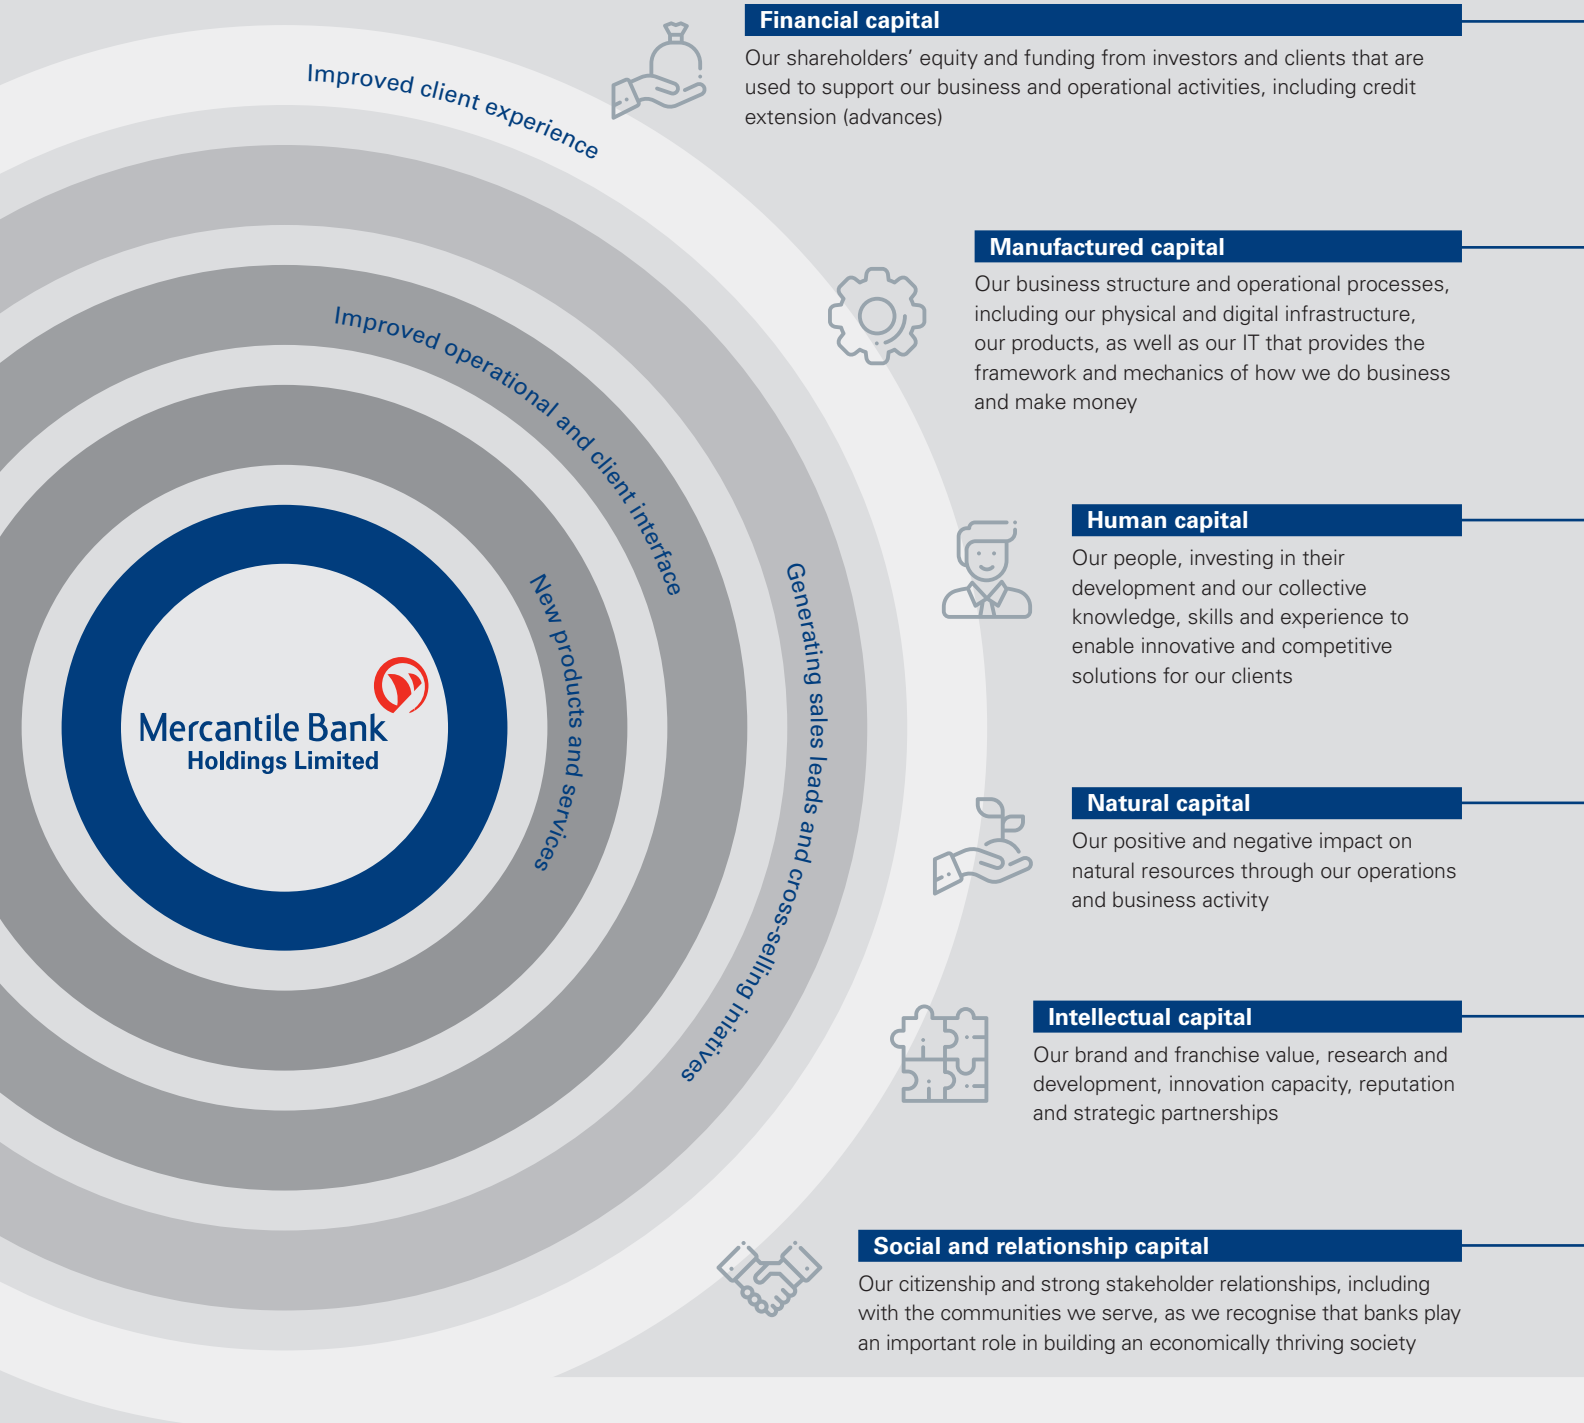 Financial capital
Our shareholders’ equity and funding from investors and clients that are
used to support our business and operational activities, including credit
extension (advances)
Improved client experience
Manufactured capital
Our business structure and operational processes,
including our physical and digital infrastructure,
our products, as well as our IT that provides the
framework and mechanics of how we do business
and make money
Improved operational and client interface
Human capital
Our people, investing in their
development and our collective
knowledge, skills and experience to
enable innovative and competitive
solutions for our clients
New products and services
Generating sales leads and cross-selling iniatives
Mercantile Bank
Holdings Limited
Natural capital
Our positive and negative impact on
natural resources through our operations
and business activity
Intellectual capital
Our brand and franchise value, research and
development, innovation capacity, reputation
and strategic partnerships
Social and relationship capital
Our citizenship and strong stakeholder relationships, including
with the communities we serve, as we recognise that banks play
an important role in building an economically thriving society